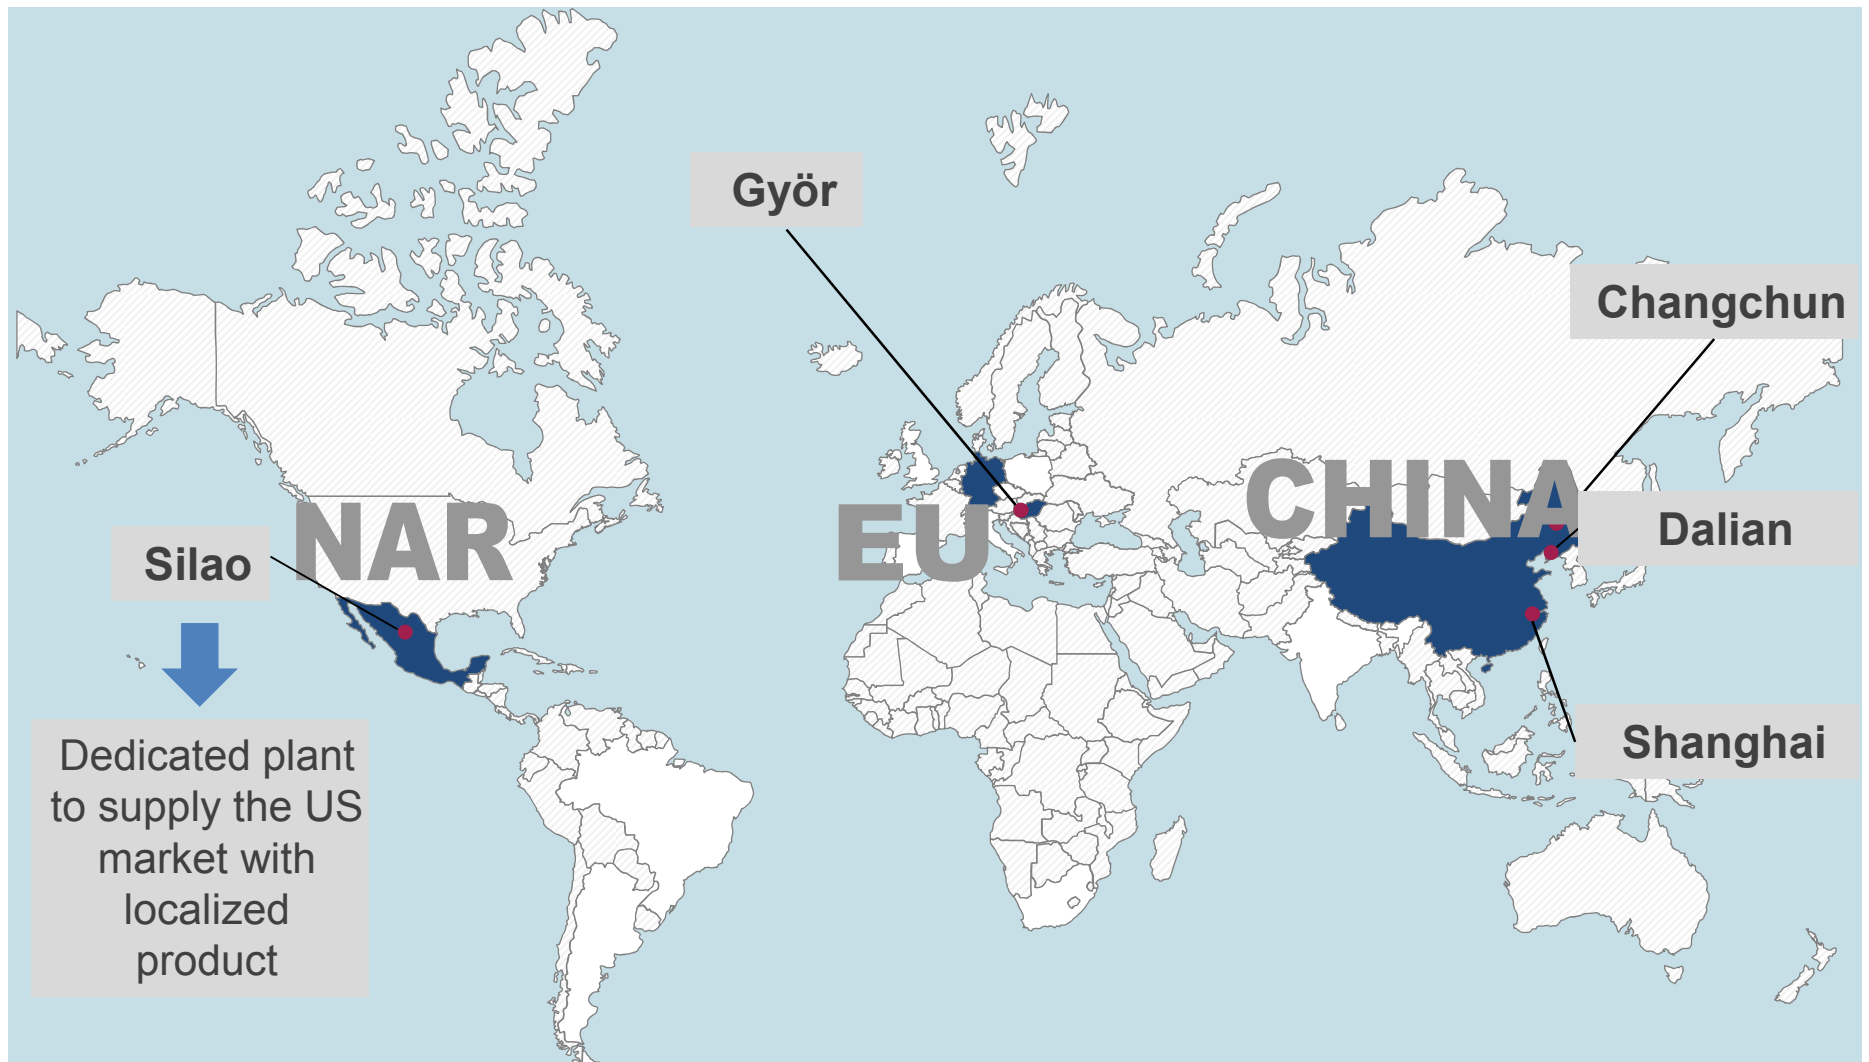 Györ
Changchun
CHINA
NAR
EU
Dalian
Silao
Shanghai
Dedicated plant
to supply the US
market with
localized
product